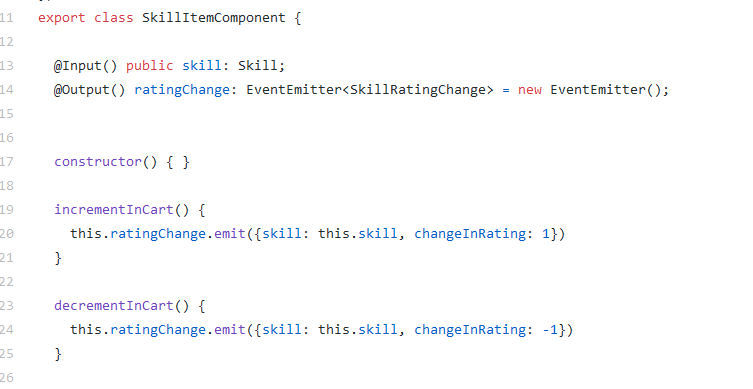 11 export class SkillItemComponent {
12
13 @Input() public skill: Skill;
14 @Output() ratingChange: EventEmitter<SkillRatingChange> = new EventEmitter();
15
16
17 constructor() { }
18
19 incrementInCart() {
20 this.ratingChange.emit({skill: this.skill, changeInRating: 1})
21 }
22
23 decrementInCart() {
24 this.ratingChange.emit({skill: this.skill, changeInRating: -1})
25 }
26